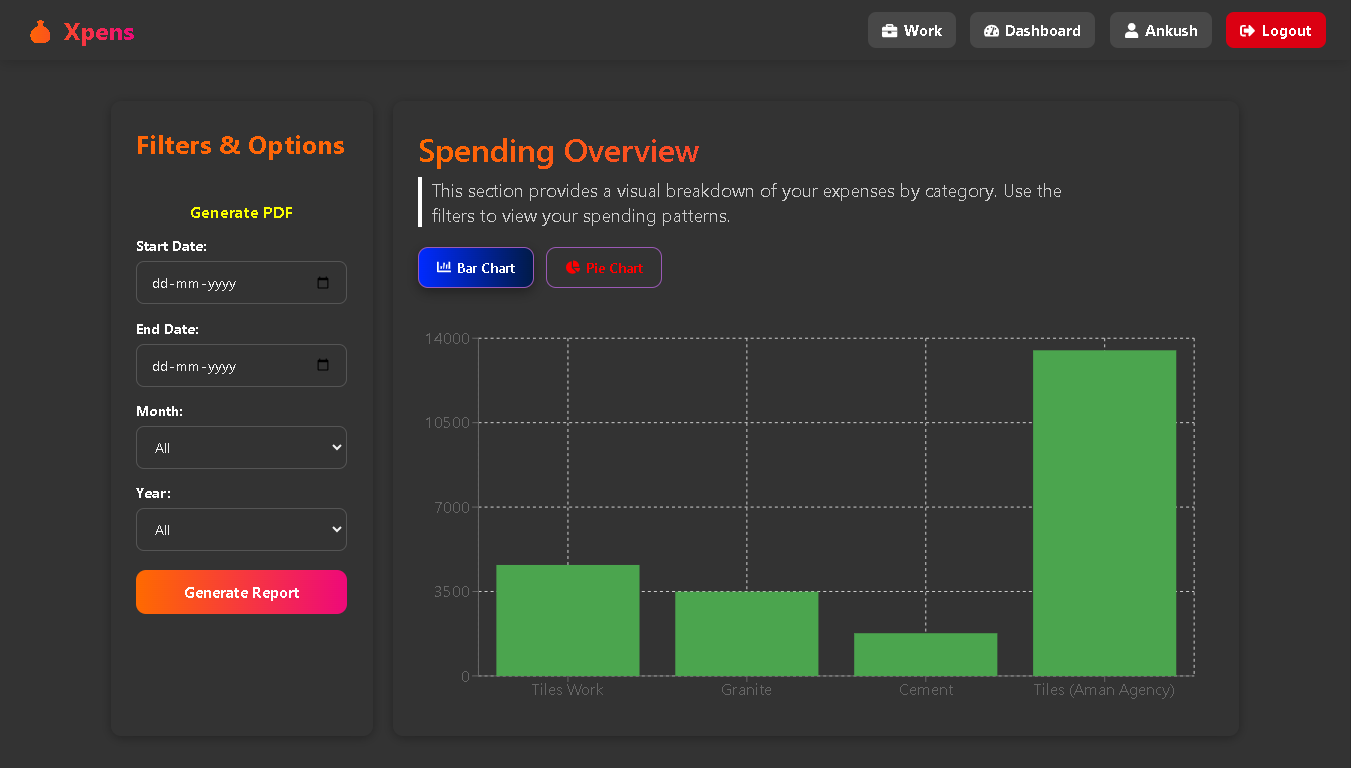 Xpens
Work
Dashboard
Ankush
Logout
Filters & Options
Generate PDF
Start Date:
dd-mm-yyyy
End Date:
dd-mm-yyyy
Month:
All
Year:
All
Generate Report
Spending Overview
This section provides a visual breakdown of your expenses by category. Use the
filters to view your spending patterns.
Bar Chart
Pie Chart
14000
10500
7000
3500
0
Tiles Work
Granite
Cement
Tiles (Aman Agency)